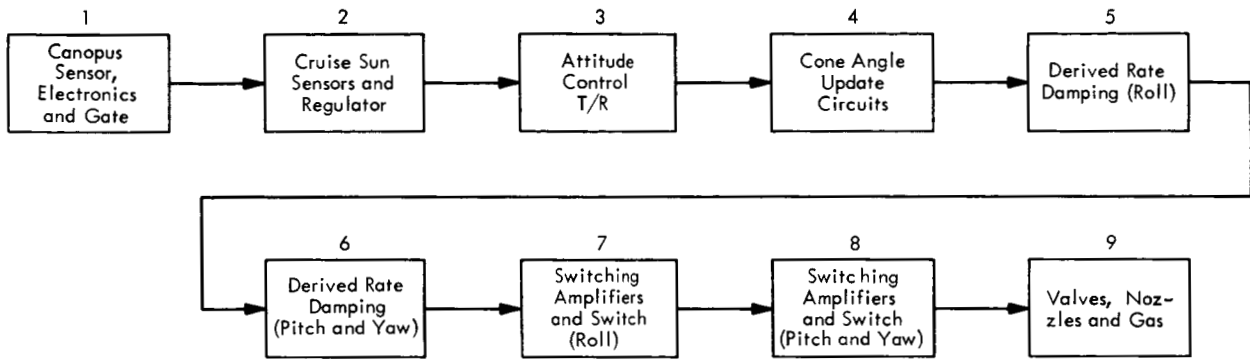 1
Canopus
Sensor,
Electronics
and Gate
2
Cruise Sun
Sensors and
Regulator
3
Attitude
Control
T/R
4
Cone Angle
Update
Circuits
5
Derived Rate
Damping (Roll)
6
Derived Rate
Damping
(Pitch and Yaw)
7
Switching
Amplifiers
and Switch
(Roll)
8
Switching
Amplifiers
and Switch
(Pitch and Yaw)
9
Valves, Noz-
zles and Gas